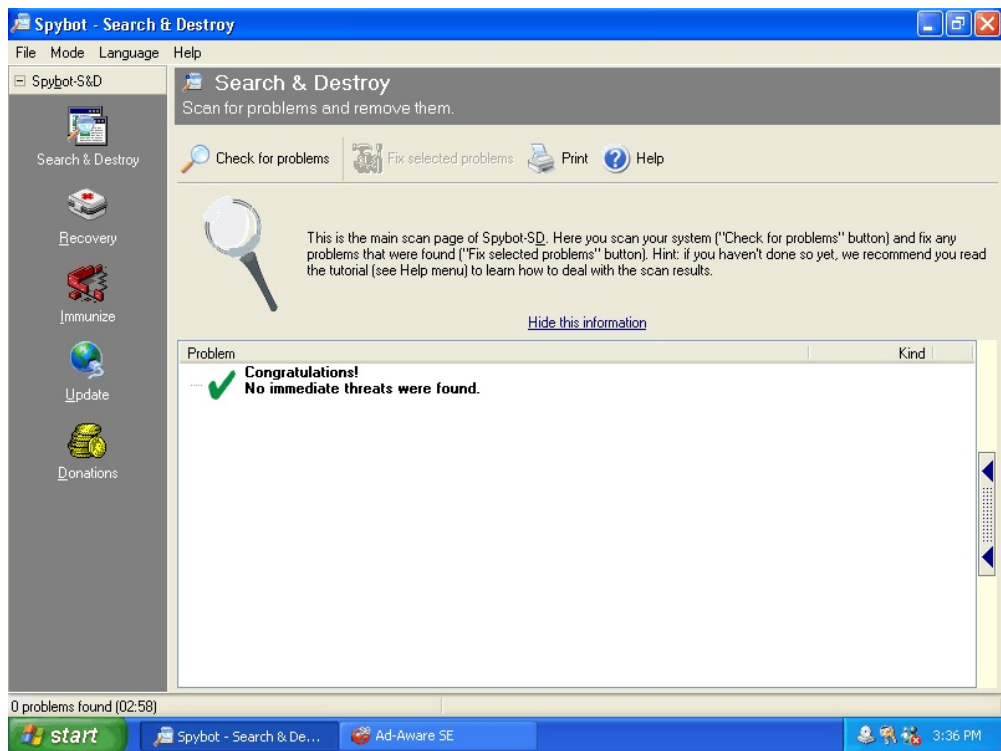 Spybot - Search & Destroy
File Mode Language Help
Spybot-S&D
Search & Destroy
Recovery
Immunize
Update
Donations
Search & Destroy
Scan for problems and remove them.
Check for problems Fix selected problems Print Help
This is the main scan page of Spybot-SD. Here you scan your system ("Check for problems" button) and fix any
problems that were found ("Fix selected problems" button). Hint: if you haven't done so yet, we recommend you read
the tutorial (see Help menu) to learn how to deal with the scan results.
Hide this information
Problem Kind
Congratulations!
No immediate threats were found.
0 problems found (02:58)
start Spybot - Search & De... Ad-Aware SE 3:36 PM